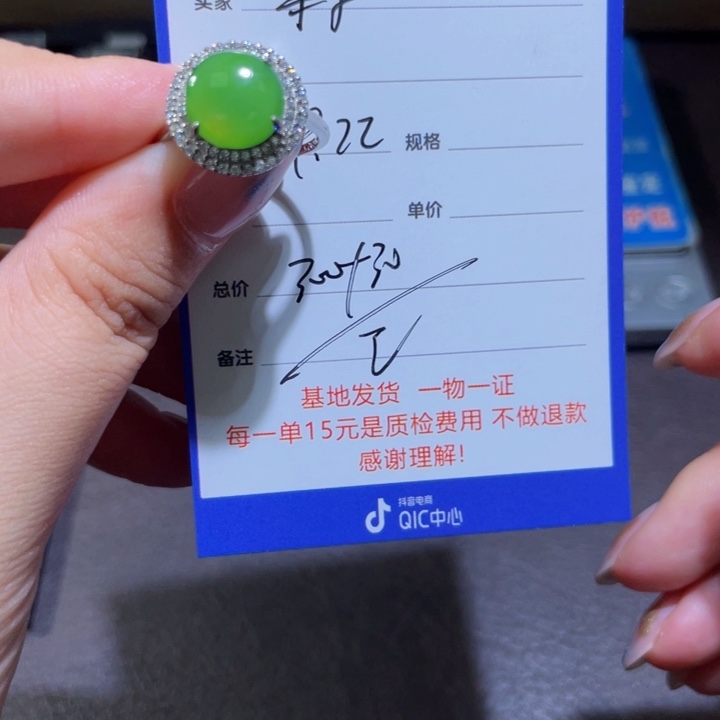 买家
规格
单价
总价 300+30
备注
基地发货 一物一证
每一单15元是质检费用 不做退款
感谢理解!
抖音电商
QIC中心